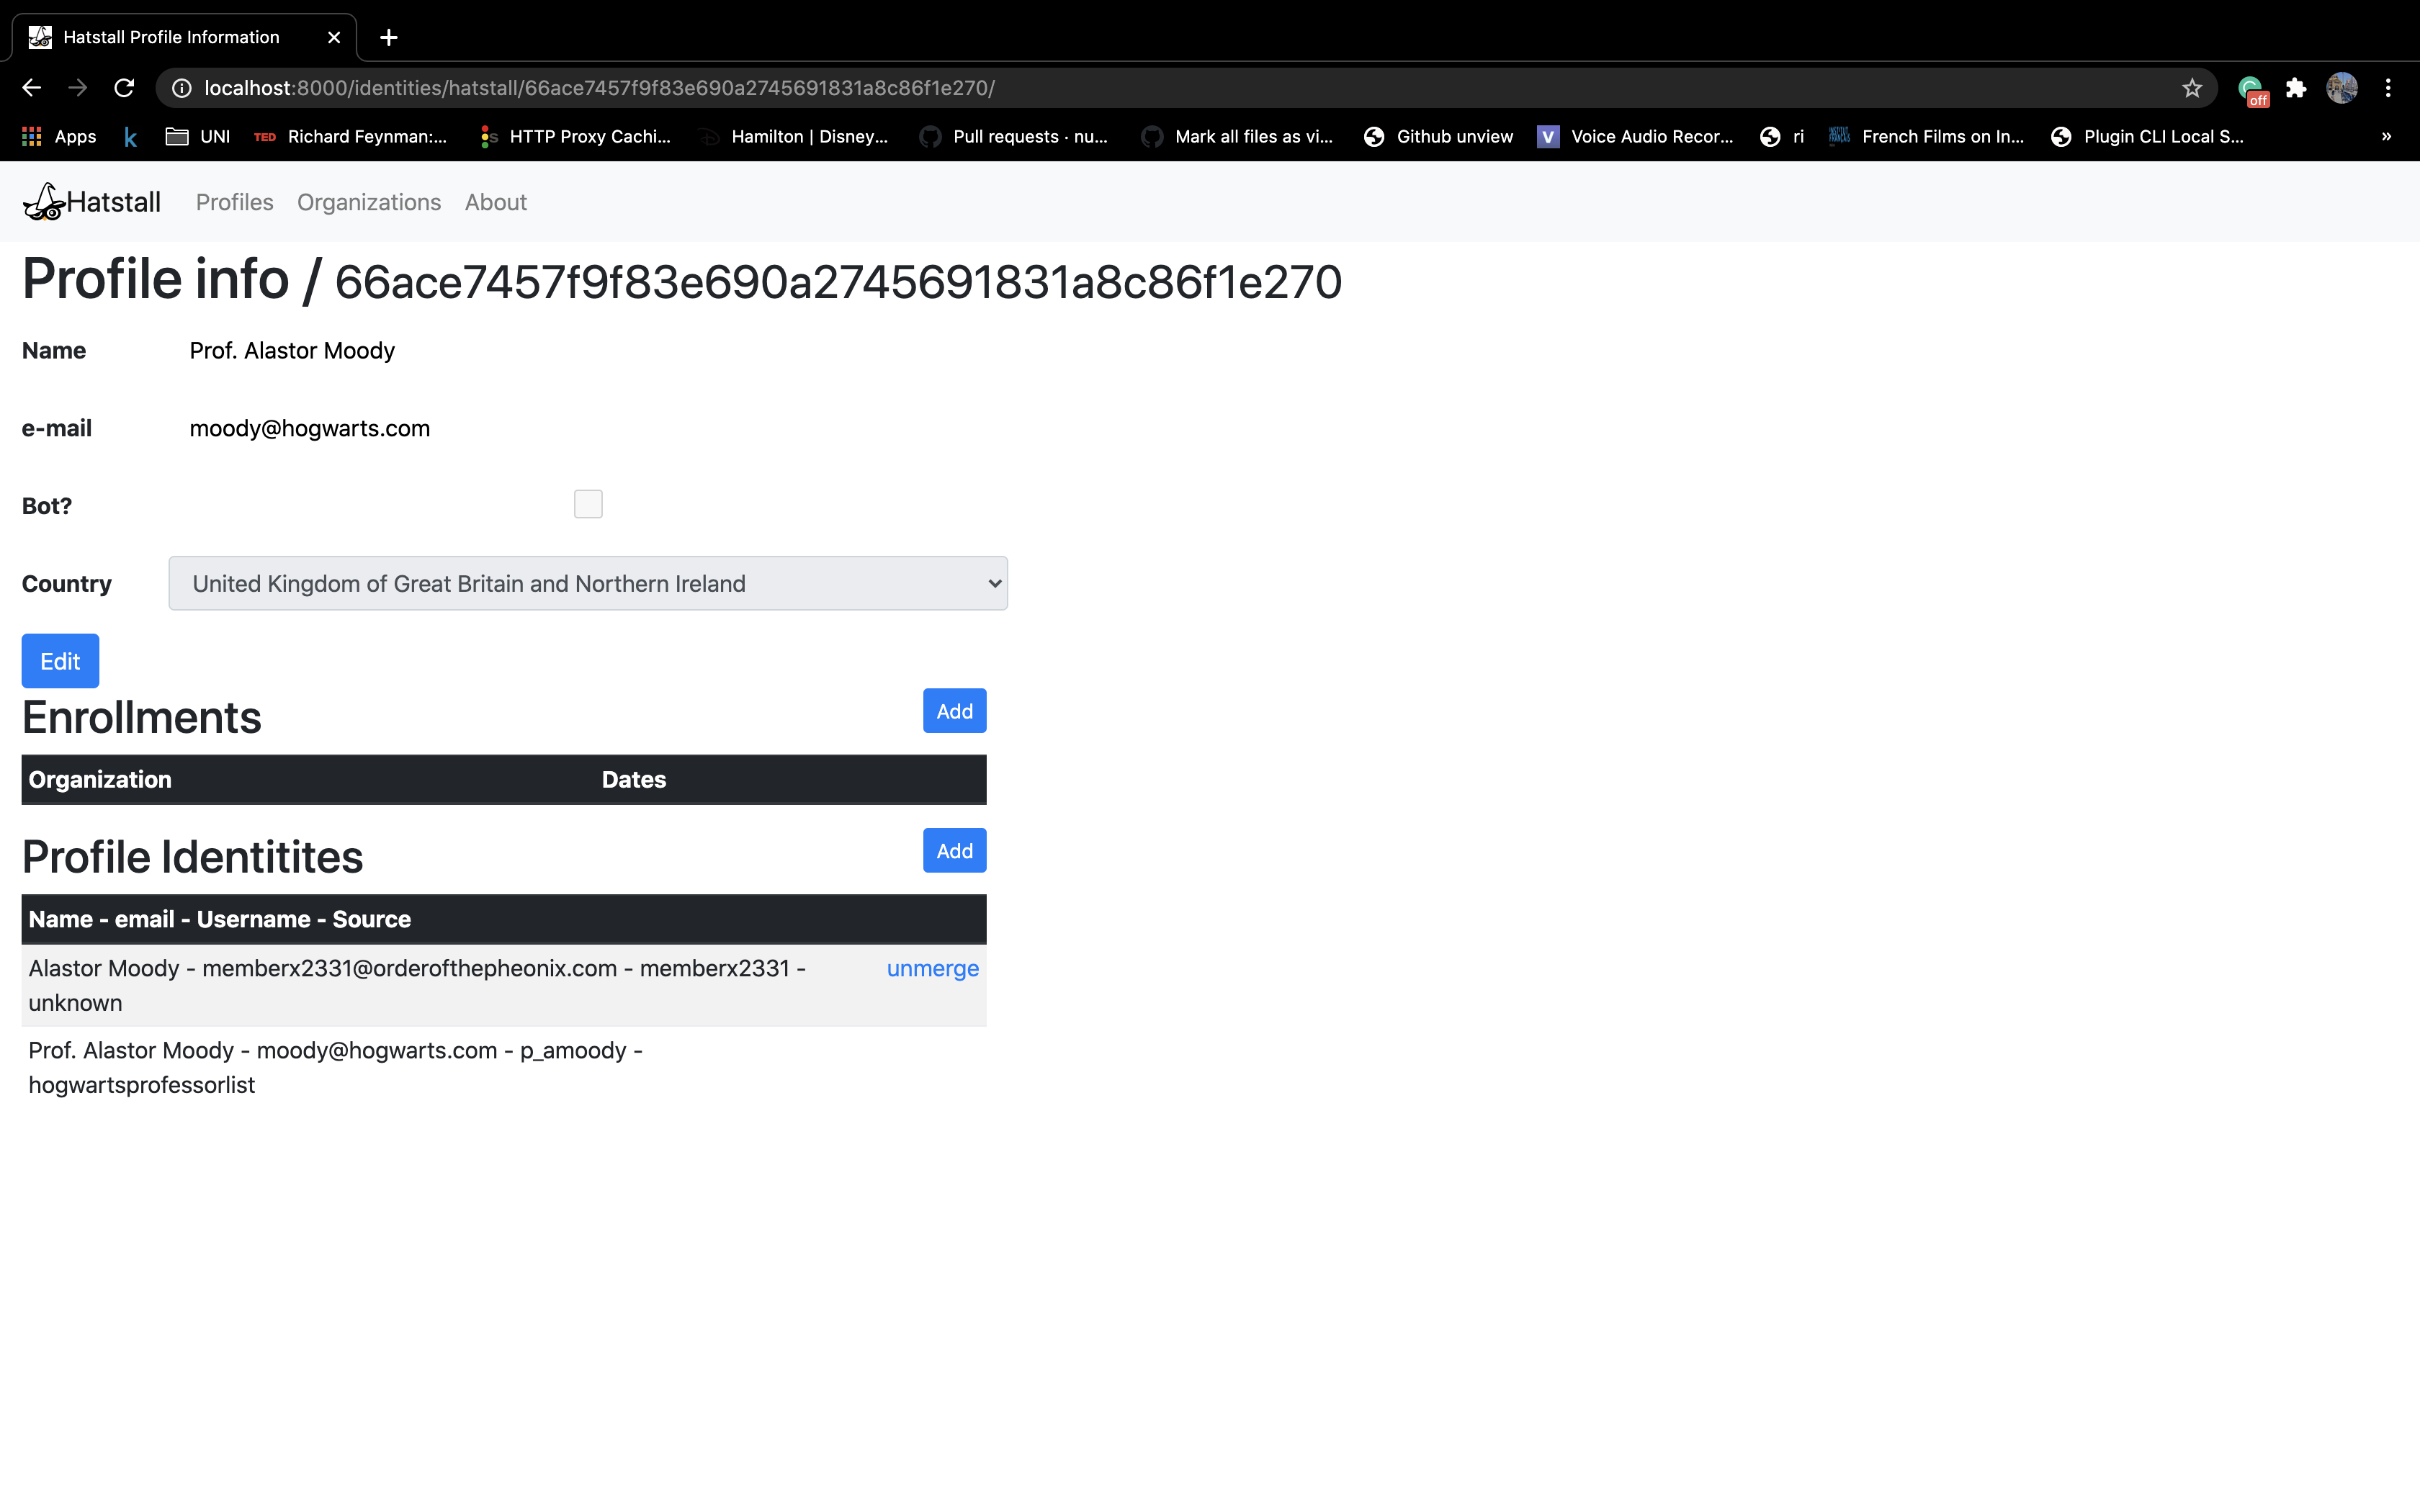 Hatstall Profile Information
localhost:8000/identities/hatstall/66ace7457f9f83e690a2745691831a8c86f1e270/
off
Apps
k
UNI
TED Richard Feynman:...
HTTP Proxy Cachi...
Hamilton | Disney...
Pull requests · nu...
Mark all files as vi...
Github unview
V Voice Audio Recor...
ri
French Films on In...
Plugin CLI Local S...
»
Hatstall
Profiles
Organizations
About
Profile info / 66ace7457f9f83e690a2745691831a8c86f1e270
Name Prof. Alastor Moody
e-mail moody@hogwarts.com
Bot?
Country United Kingdom of Great Britain and Northern Ireland
Edit
Enrollments Add
Organization Dates
Profile Identitites Add
Name - email - Username - Source
Alastor Moody - memberx2331@orderofthepheonix.com - memberx2331 - unmerge
unknown
Prof. Alastor Moody - moody@hogwarts.com - p_amoody -
hogwartsprofessorlist